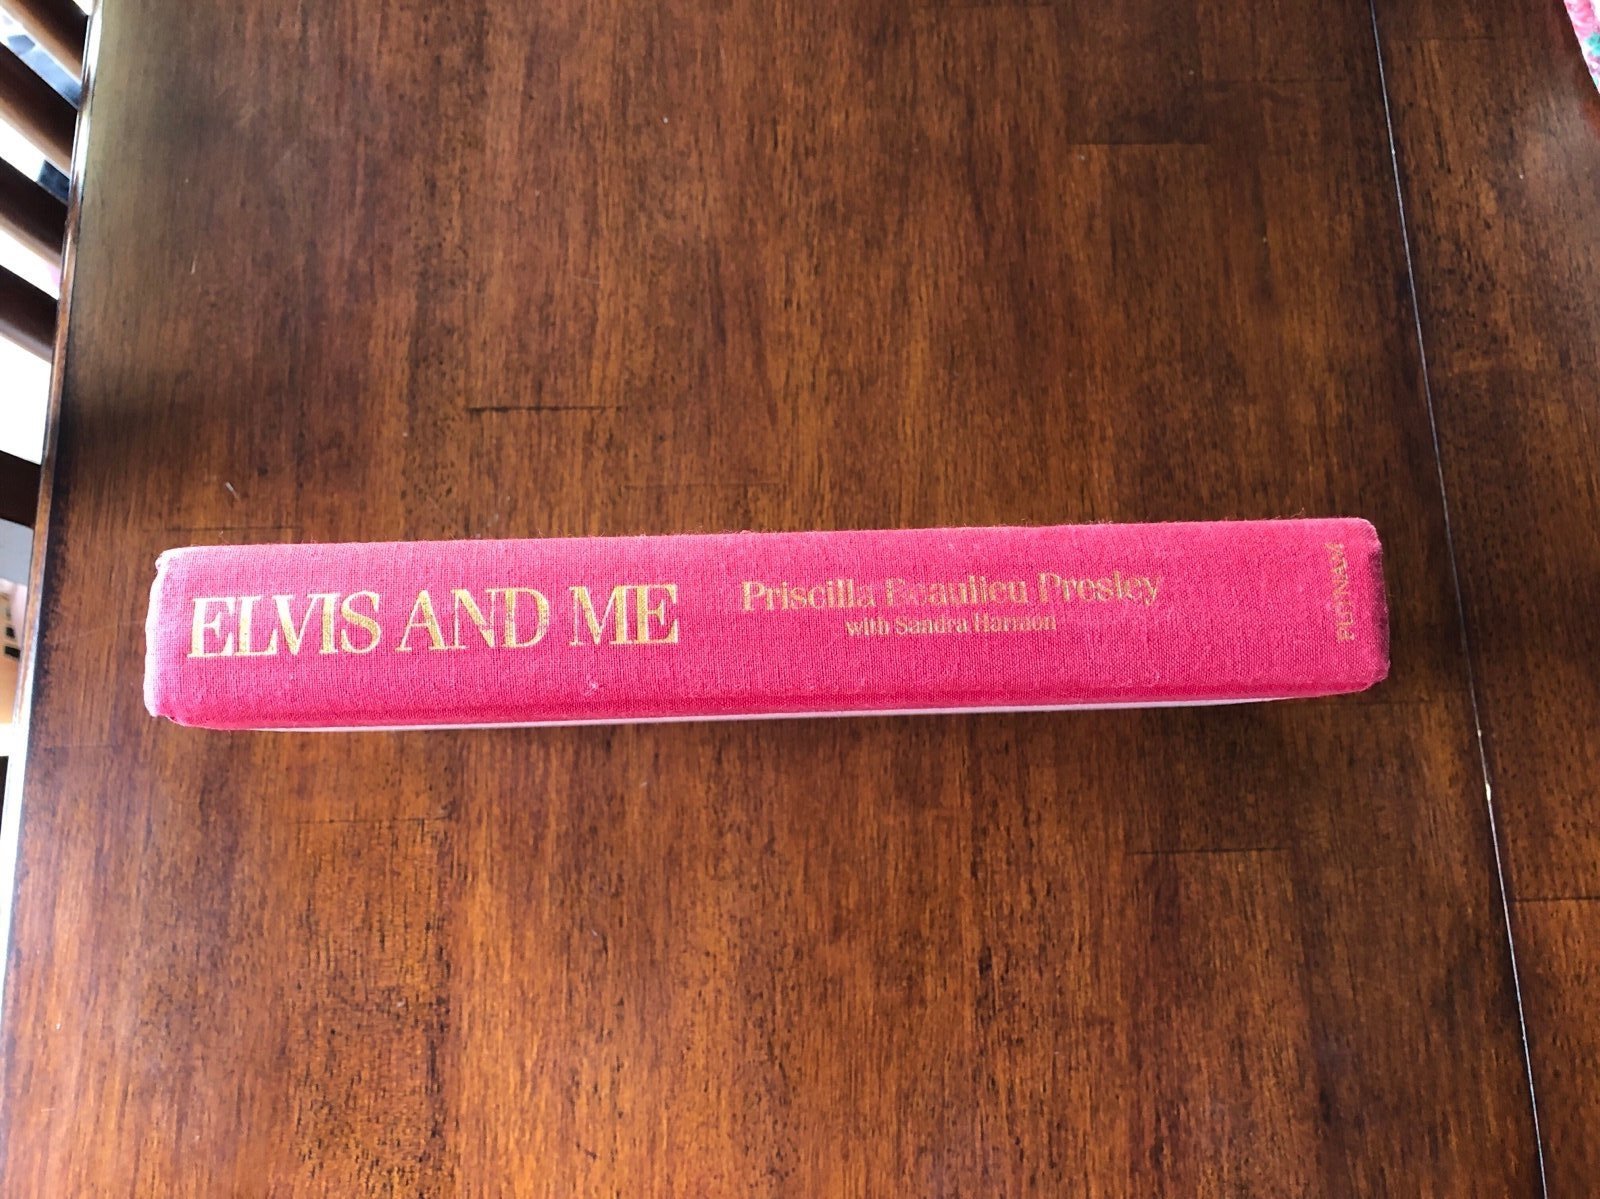 ELVIS AND ME
Priscilla Beaulieu Presley
with Sandra Harmon
PUTNAM